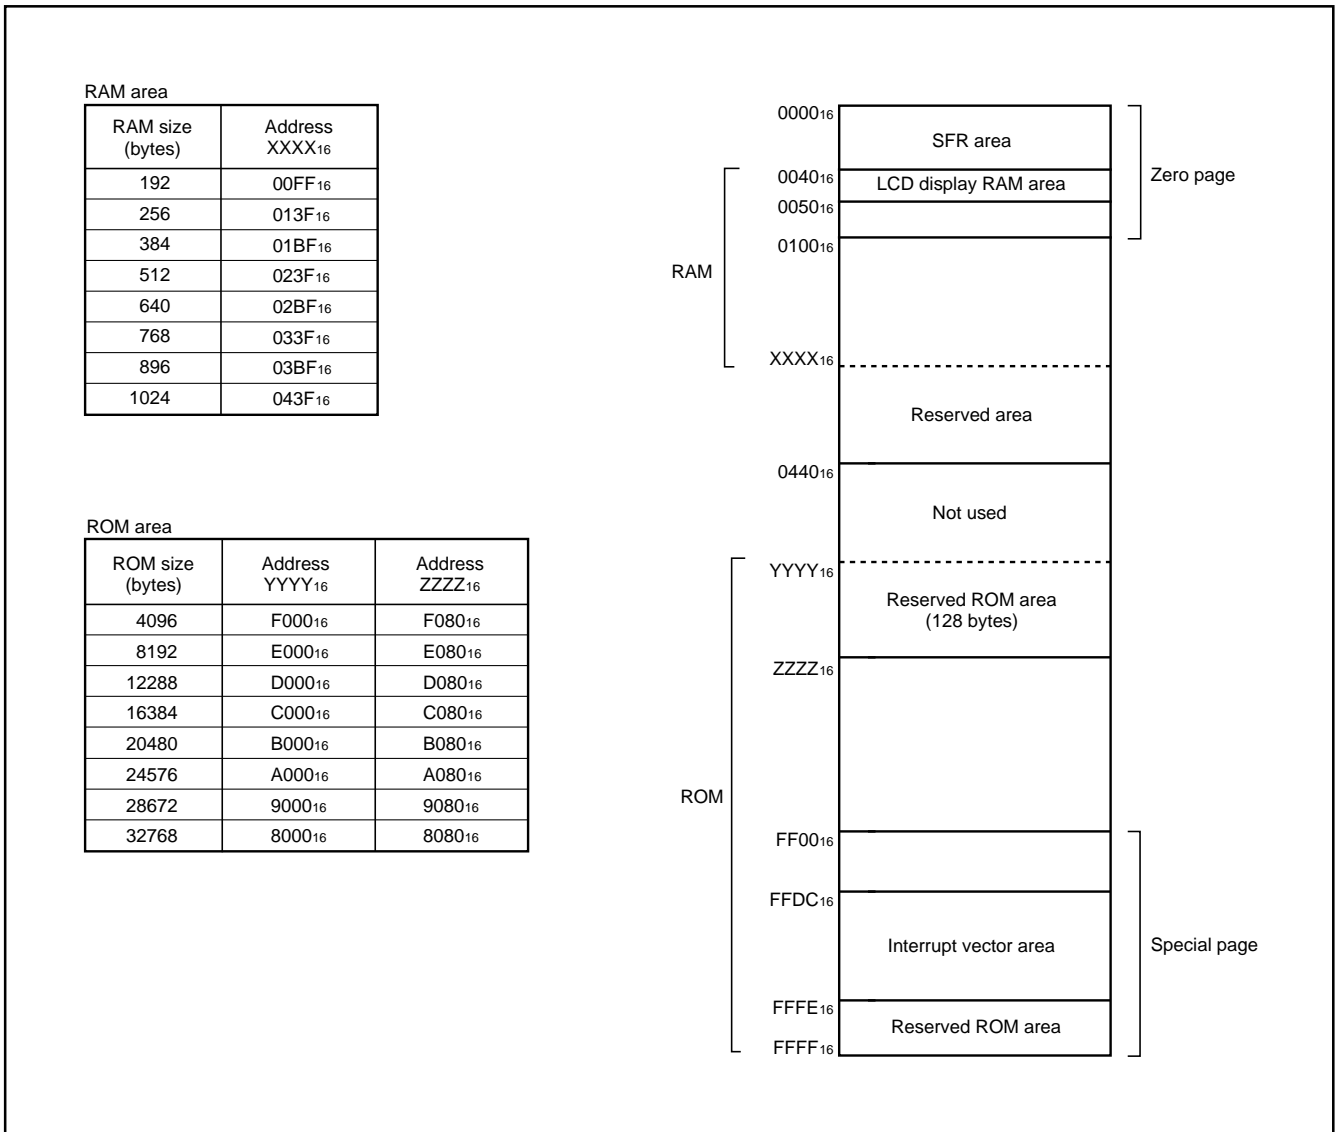 RAM area
RAM size (bytes) Address XXXX16
192 00FF16
256 013F16
384 01BF16
512 023F16
640 02BF16
768 033F16
896 03BF16
1024 043F16
ROM area
ROM size (bytes) Address YYYY16 Address ZZZZ16
4096 F00016 F08016
8192 E00016 E08016
12288 D00016 D08016
16384 C00016 C08016
20480 B00016 B08016
24576 A00016 A08016
28672 900016 908016
32768 800016 808016
000016
SFR area
Zero page
004016
LCD display RAM area
005016
010016
RAM
XXXX16
Reserved area
044016
Not used
YYYY16
Reserved ROM area
(128 bytes)
ZZZZ16
ROM
FF0016
FFDC16
Interrupt vector area
Special page
FFFE16
Reserved ROM area
FFFF16